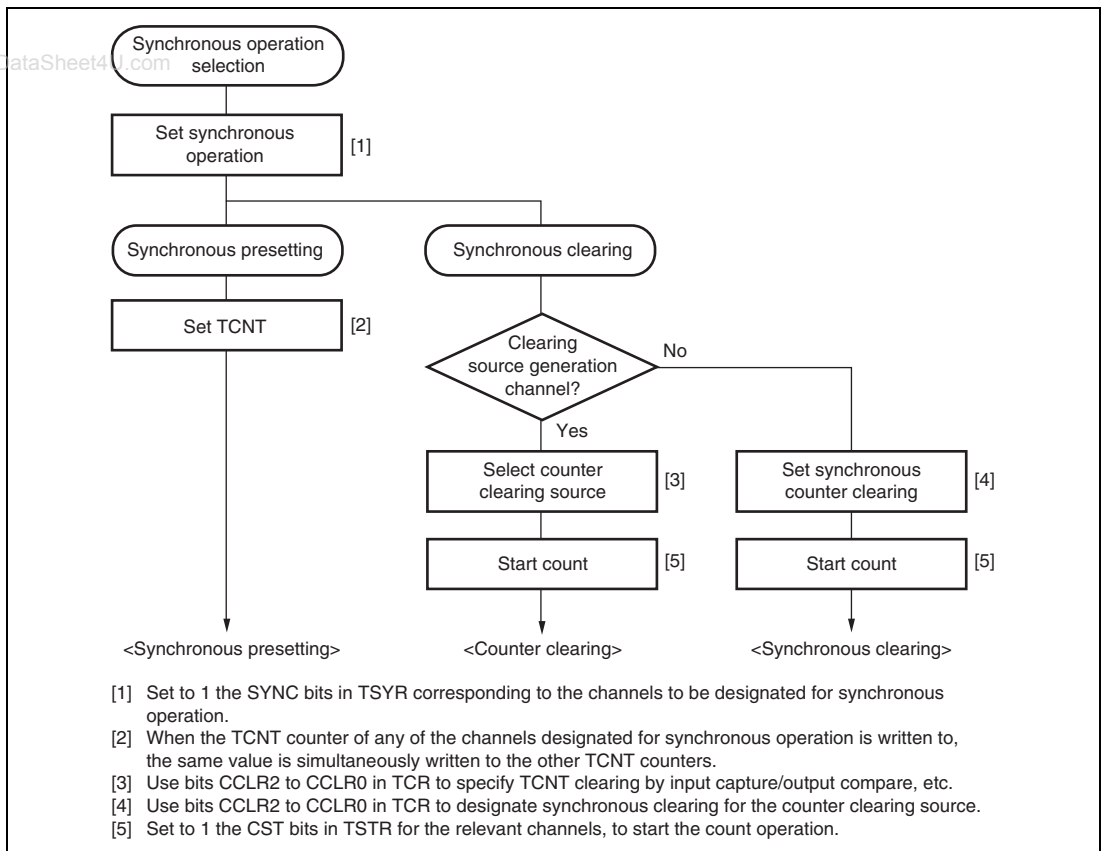 DataSheet4U.com
Synchronous operation
selection
Set synchronous
operation
[1]
Synchronous presetting
Synchronous clearing
Set TCNT
[2]
Clearing
source generation
channel?
No
Yes
Select counter
clearing source
[3]
Set synchronous
counter clearing
[4]
Start count
[5]
Start count
[5]
<Synchronous presetting>
<Counter clearing>
<Synchronous clearing>
[1] Set to 1 the SYNC bits in TSYR corresponding to the channels to be designated for synchronous
operation.
[2] When the TCNT counter of any of the channels designated for synchronous operation is written to,
the same value is simultaneously written to the other TCNT counters.
[3] Use bits CCLR2 to CCLR0 in TCR to specify TCNT clearing by input capture/output compare, etc.
[4] Use bits CCLR2 to CCLR0 in TCR to designate synchronous clearing for the counter clearing source.
[5] Set to 1 the CST bits in TSTR for the relevant channels, to start the count operation.